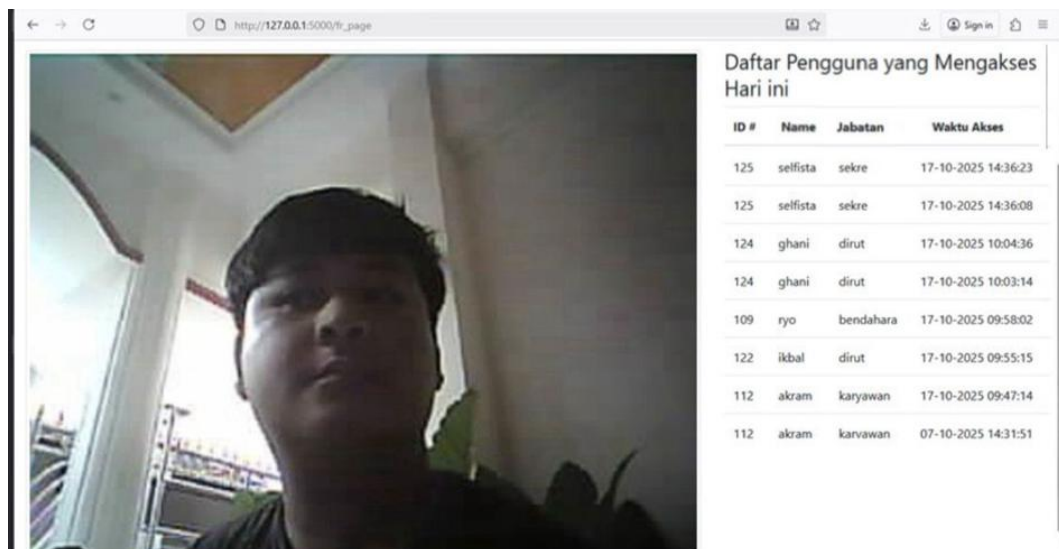 http://127.0.0.1:5000/fr_page
Sign in
Daftar Pengguna yang Mengakses
Hari ini
ID # Name Jabatan Waktu Akses
125 selfista sekre 17-10-2025 14:36:23
125 selfista sekre 17-10-2025 14:36:08
124 ghani dirut 17-10-2025 10:04:36
124 ghani dirut 17-10-2025 10:03:14
109 ryo bendahara 17-10-2025 09:58:02
122 ikbal dirut 17-10-2025 09:55:15
112 akram karyawan 17-10-2025 09:47:14
112 akram karyawan 07-10-2025 14:31:51